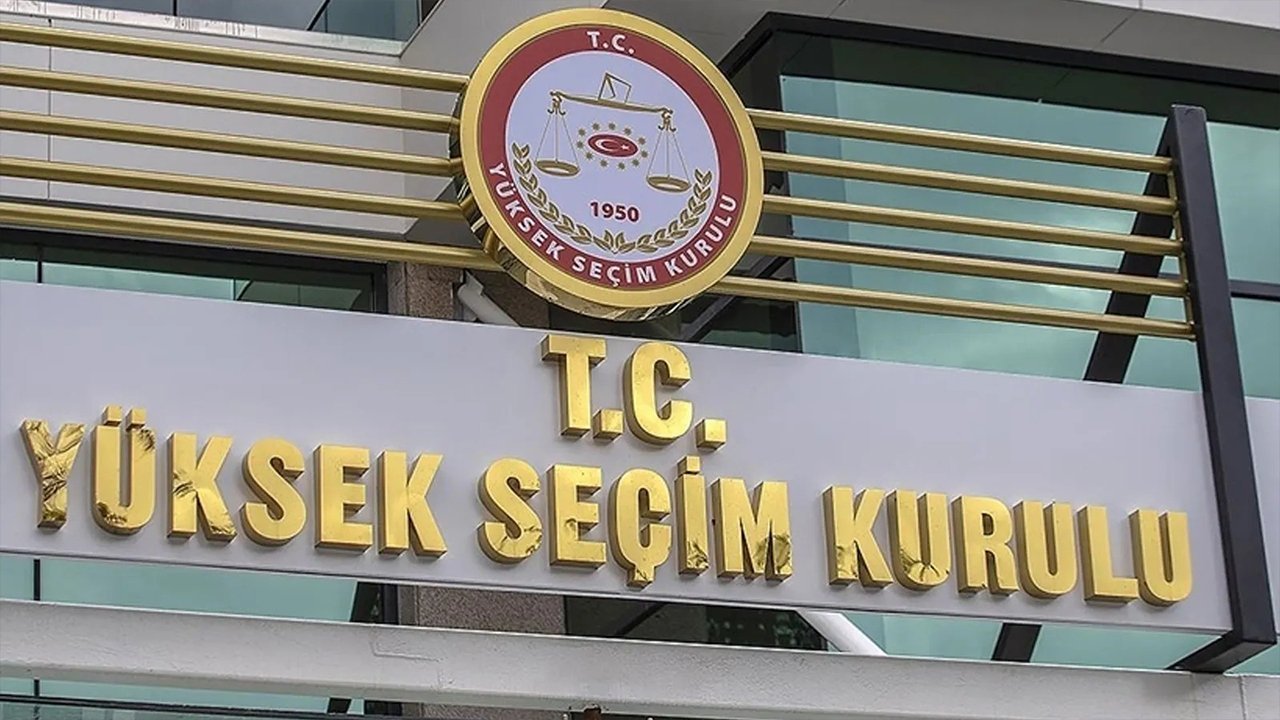 T.C.
1950
YÜKSEK SEÇİM KURULU
T.C.
YÜKSEK SEÇİM KURULU